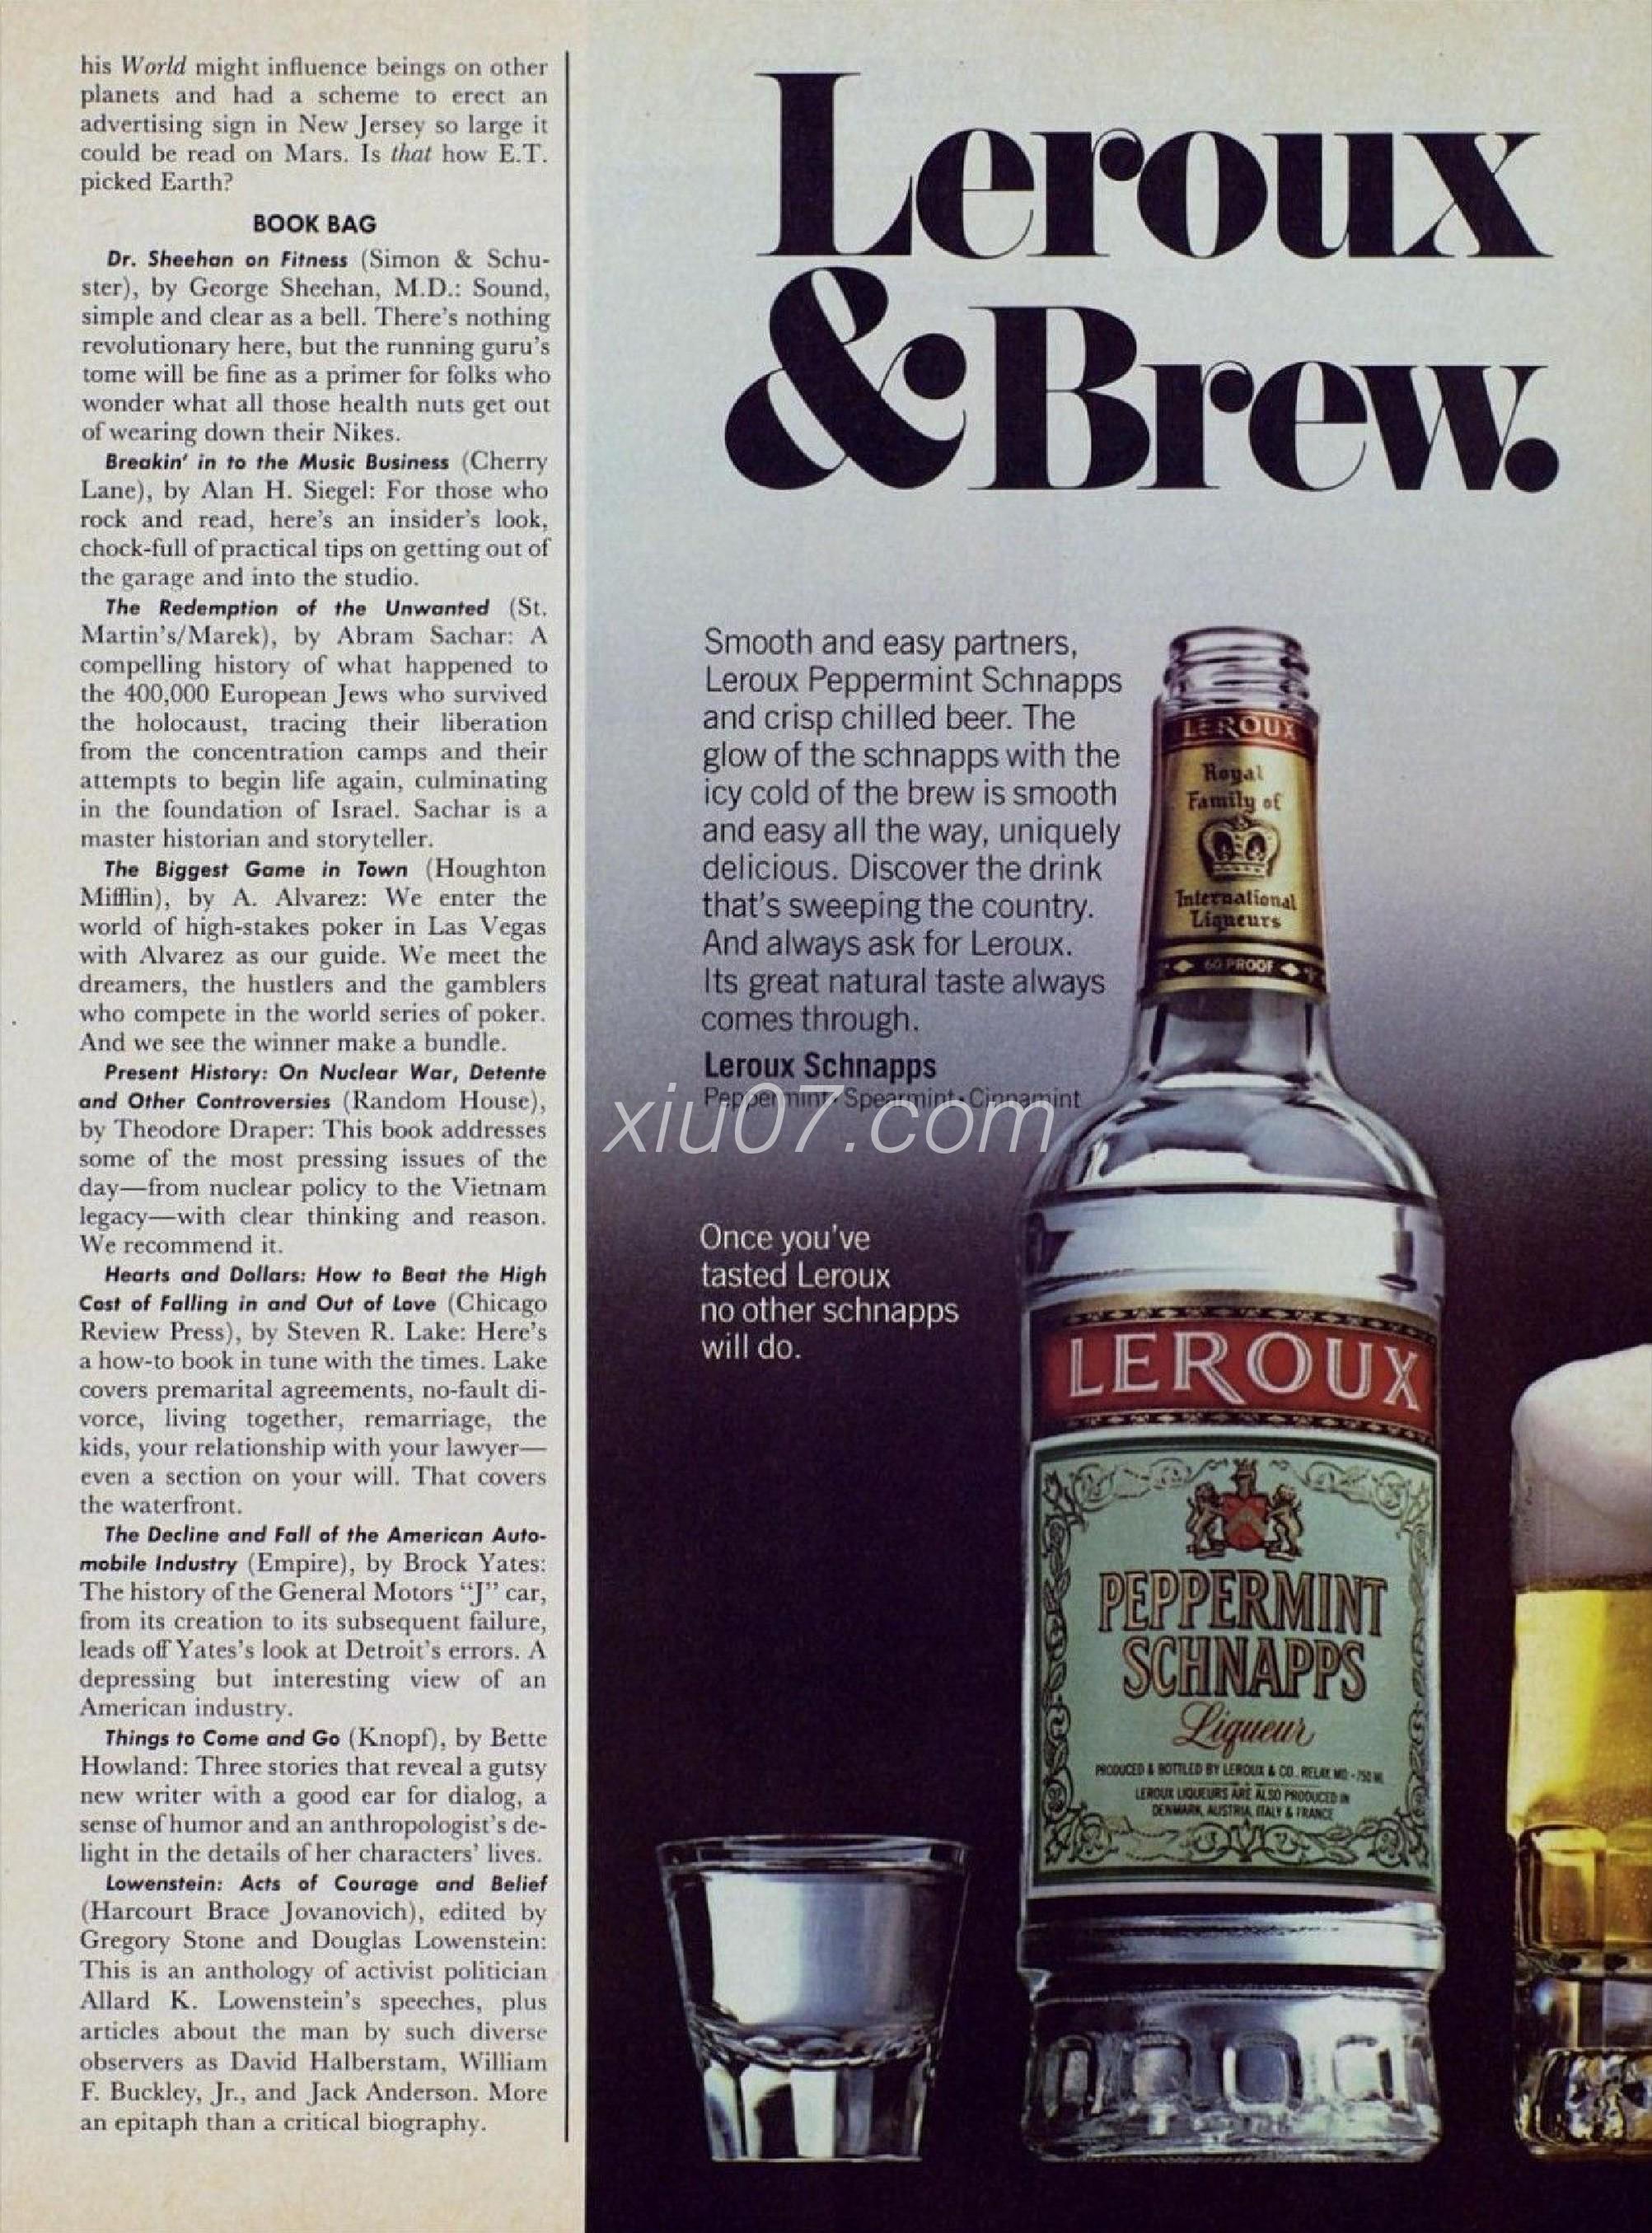 his World might influence beings on other
planets and had a scheme to erect an
advertising sign in New Jersey so large it
could be read on Mars. Is that how E.T.
picked Earth?
BOOK BAG
Dr. Sheehan on Fitness (Simon & Schu-
ster), by George Sheehan, M.D.: Sound,
simple and clear as a bell. There's nothing
revolutionary here, but the running guru's
tome will be fine as a primer for folks who
wonder what all those health nuts get out
of wearing down their Nikes.
Breakin' in to the Music Business (Cherry
Lane), by Alan H. Siegel: For those who
rock and read, here's an insider's look,
chock-full of practical tips on getting out of
the garage and into the studio.
The Redemption of the Unwanted (St.
Martin's/Marek), by Abram Sachar: A
compelling history of what happened to
the 400,000 European Jews who survived
the holocaust, tracing their liberation
from the concentration camps and their
attempts to begin life again, culminating
in the foundation of Israel. Sachar is a
master historian and storyteller.
The Biggest Game in Town (Houghton
Mifflin), by A. Alvarez: We enter the
world of high-stakes poker in Las Vegas
with Alvarez as our guide. We meet the
dreamers, the hustlers and the gamblers
who compete in the world series of poker.
And we see the winner make a bundle.
Present History: On Nuclear War, Detente
and Other Controversies (Random House),
by Theodore Draper: This book addresses
some of the most pressing issues of the
day—from nuclear policy to the Vietnam
legacy—with clear thinking and reason.
We recommend it.
Hearts and Dollars: How to Beat the High
Cost of Falling in and Out of Love (Chicago
Review Press), by Steven R. Lake: Here's
a how-to book in tune with the times. Lake
covers premarital agreements, no-fault di-
vorce, living together, remarriage, the
kids, your relationship with your lawyer—
even a section on your will. That covers
the waterfront.
The Decline and Fall of the American Auto-
mobile Industry (Empire), by Brock Yates:
The history of the General Motors "J" car,
from its creation to its subsequent failure,
leads off Yates's look at Detroit's errors. A
depressing but interesting view of an
American industry.
Things to Come and Go (Knopf), by Bette
Howland: Three stories that reveal a gutsy
new writer with a good ear for dialog, a
sense of humor and an anthropologist's de-
light in the details of her characters' lives.
Lowenstein: Acts of Courage and Belief
(Harcourt Brace Jovanovich), edited by
Gregory Stone and Douglas Lowenstein:
This is an anthology of activist politician
Allard K. Lowenstein's speeches, plus
articles about the man by such diverse
observers as David Halberstam, William
F. Buckley, Jr., and Jack Anderson. More
an epitaph than a critical biography.
Leroux
&Brew.
Smooth and easy partners,
Leroux Peppermint Schnapps
and crisp chilled beer. The
glow of the schnapps with the
icy cold of the brew is smooth
and easy all the way, uniquely
delicious. Discover the drink
that's sweeping the country.
And always ask for Leroux.
Its great natural taste always
comes through.
Leroux Schnapps
Peppermint · Spearmint · Cinnamint
xiu07.com
Once you've
tasted Leroux
no other schnapps
will do.
LEROUX
Royal
Family of
International
Liqueurs
60 PROOF
LEROUX
PEPPERMINT
SCHNAPPS
Liqueur
PRODUCED & BOTTLED BY LEROUX & CO., RELAY, MD · 750 ML
LEROUX LIQUEURS ARE ALSO PRODUCED IN
DENMARK, AUSTRIA, ITALY & FRANCE